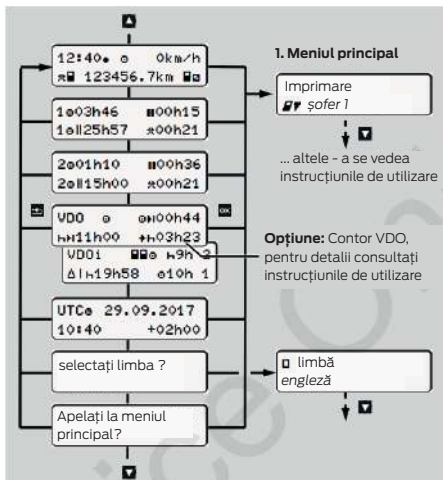 12:40● ⊙ 0km/h
123456.7km
1. Meniul principal
Imprimare
șofer 1
1⊙03h46 ⏸00h15
1⊙‖25h57 00h21
... altele - a se vedea
instrucțiunile de utilizare
2⊙01h10 ⏸00h36
2⊙‖15h00 00h21
VDO ⊙ 00h44
11h00 03h23
Opțiune: Contor VDO,
pentru detalii consultați
instrucțiunile de utilizare
VDOi 9h 2
19h58 ⊙10h 1
UTC⊙ 29.09.2017
10:40 +02h00
selectați limba ?
limbă
engleză
Apelați la meniul
principal?